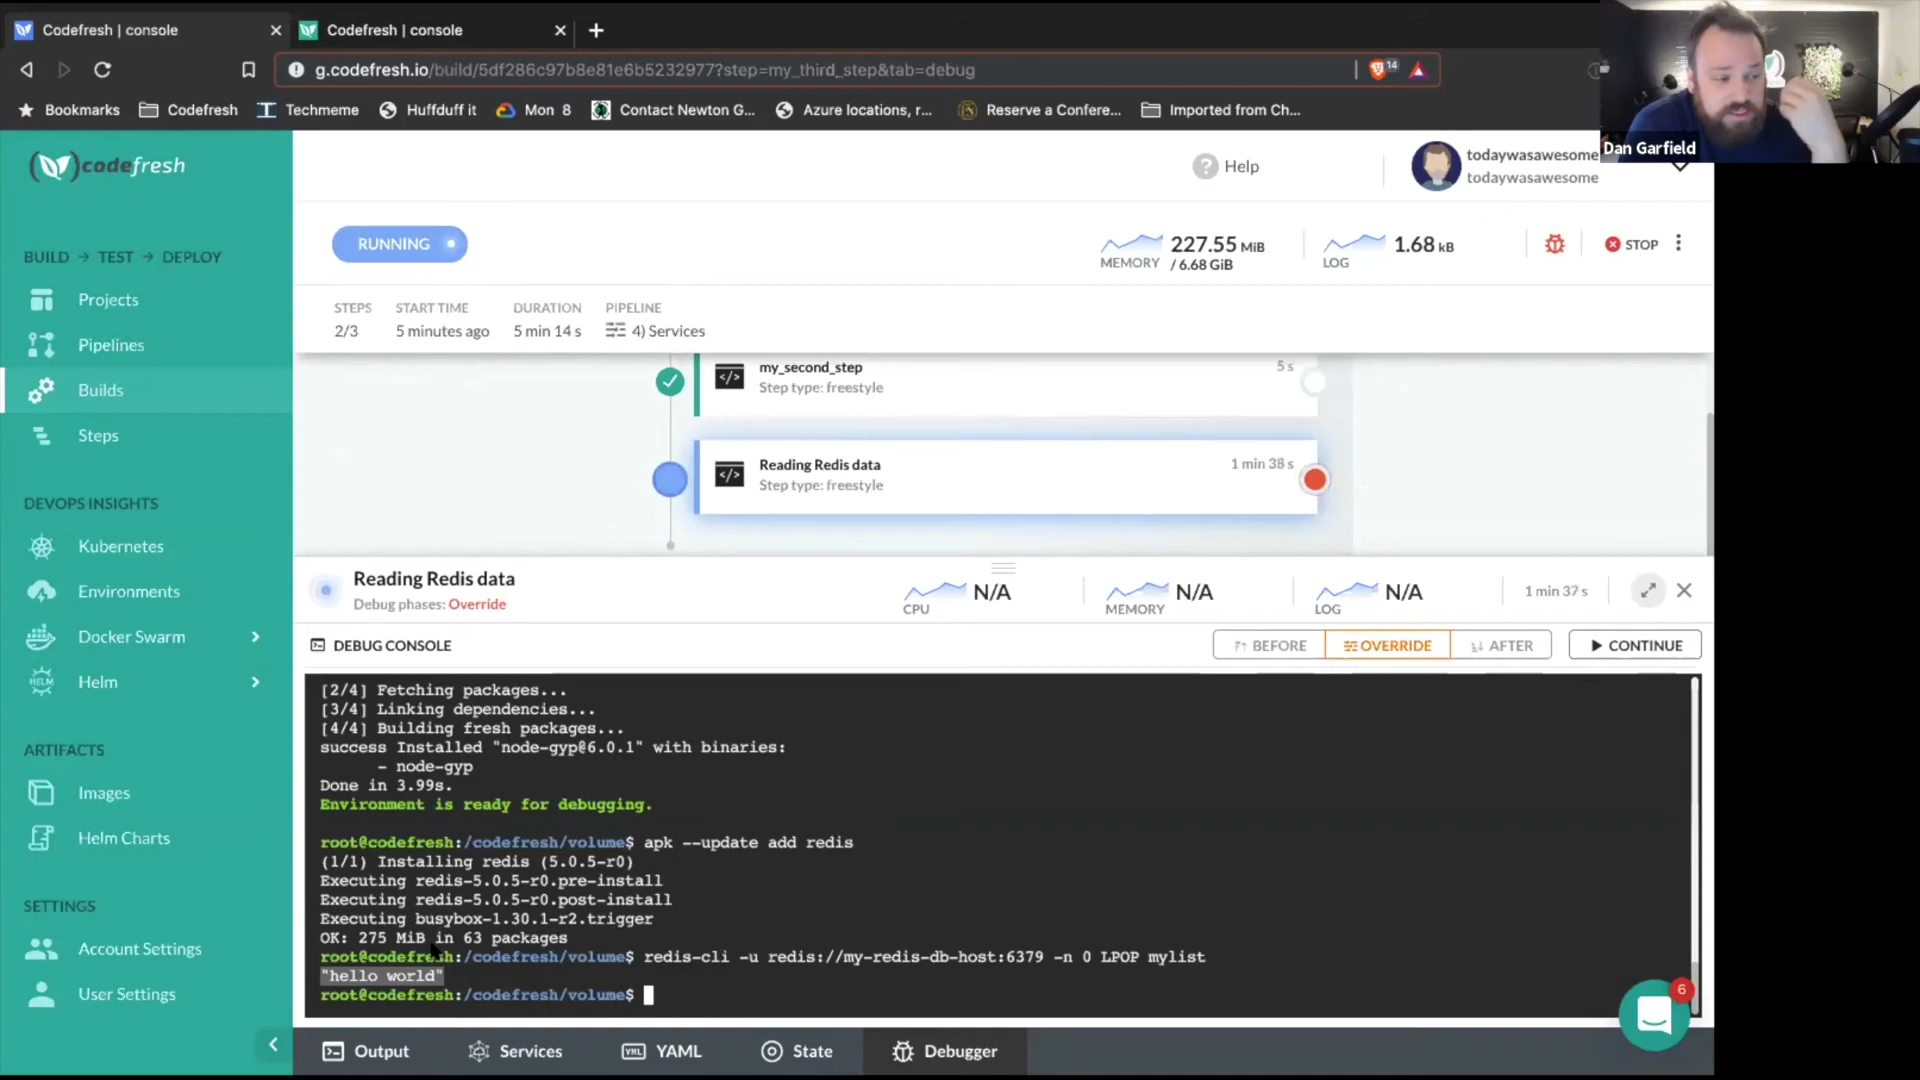 Codefresh | console
Codefresh | console
g.codefresh.io/build/5df286c97b8e81e6b5232977?step=my_third_step&tab=debug
14
Bookmarks
Codefresh
Techmeme
Huffduff it
Mon 8
Contact Newton G...
Azure locations, r...
Reserve a Confere...
Imported from Ch...
Dan Garfield
codefresh
Help
todaywasawesome
todaywasawesome
BUILD → TEST → DEPLOY
Projects
Pipelines
Builds
Steps
DEVOPS INSIGHTS
Kubernetes
Environments
Docker Swarm
HELM
Helm
ARTIFACTS
Images
Helm Charts
SETTINGS
Account Settings
User Settings
RUNNING
MEMORY
227.55 MiB
/ 6.68 GiB
LOG
1.68 kB
STOP
STEPS
2/3
START TIME
5 minutes ago
DURATION
5 min 14 s
PIPELINE
4) Services
my_second_step
Step type: freestyle
5 s
Reading Redis data
Step type: freestyle
1 min 38 s
Reading Redis data
Debug phases: Override
CPU
N/A
MEMORY
N/A
LOG
N/A
1 min 37 s
DEBUG CONSOLE
BEFORE
OVERRIDE
AFTER
CONTINUE
[2/4] Fetching packages...
[3/4] Linking dependencies...
[4/4] Building fresh packages...
success Installed "node-gyp@6.0.1" with binaries:
- node-gyp
Done in 3.99s.
Environment is ready for debugging.
root@codefresh:/codefresh/volume$ apk --update add redis
(1/1) Installing redis (5.0.5-r0)
Executing redis-5.0.5-r0.pre-install
Executing redis-5.0.5-r0.post-install
Executing busybox-1.30.1-r2.trigger
OK: 275 MiB in 63 packages
root@codefresh:/codefresh/volume$ redis-cli -u redis://my-redis-db-host:6379 -n 0 LPOP mylist
"hello world"
root@codefresh:/codefresh/volume$
6
Output
Services
YML
YAML
State
Debugger